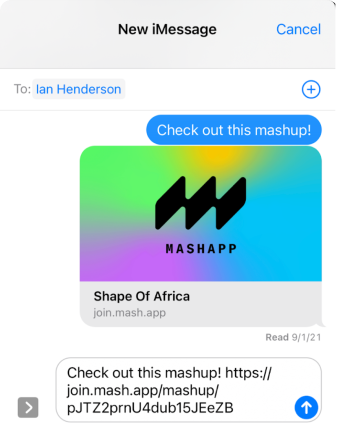 New iMessage
Cancel
To: Ian Henderson
Check out this mashup!
MASHAPP
Shape Of Africa
join.mash.app
Read 9/1/21
Check out this mashup! https://
join.mash.app/mashup/
pJTZ2prnU4dub15JEeZB